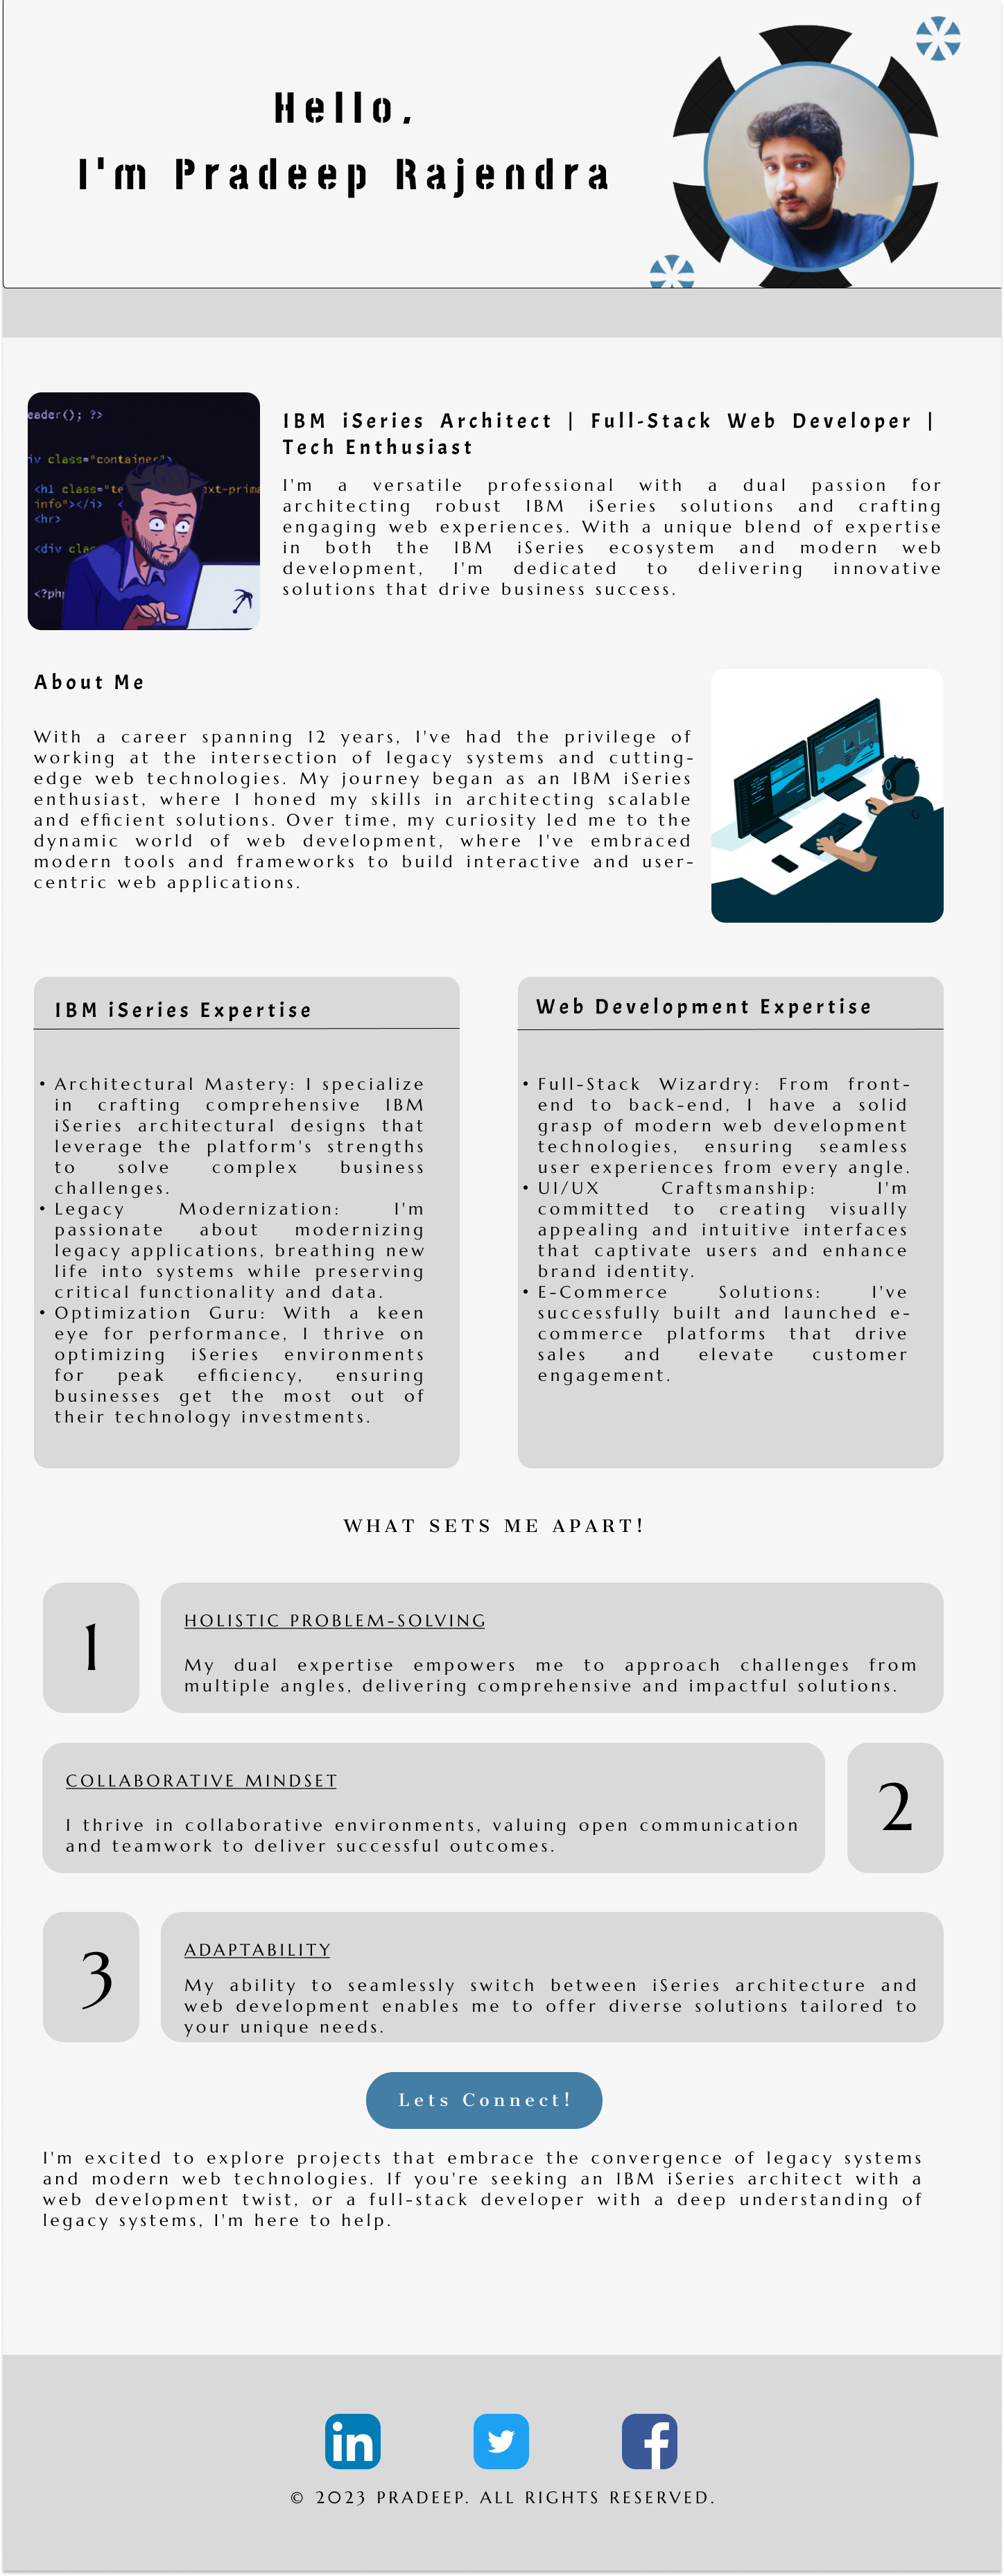 Hello,
I'm Pradeep Rajendra
eader(); ?>
iv class="container">
<h1 class="te
ext-prima
info"></i>
<hr>
<div cla
<?php
IBM iSeries Architect | Full-Stack Web Developer |
Tech Enthusiast
I'm a versatile professional with a dual passion for
architecting robust IBM iSeries solutions and crafting
engaging web experiences. With a unique blend of expertise
in both the IBM iSeries ecosystem and modern web
development, I'm dedicated to delivering innovative
solutions that drive business success.
About Me
With a career spanning 12 years, I've had the privilege of
working at the intersection of legacy systems and cutting-
edge web technologies. My journey began as an IBM iSeries
enthusiast, where I honed my skills in architecting scalable
and efficient solutions. Over time, my curiosity led me to the
dynamic world of web development, where I've embraced
modern tools and frameworks to build interactive and user-
centric web applications.
IBM iSeries Expertise
• Architectural Mastery: I specialize
in crafting comprehensive IBM
iSeries architectural designs that
leverage the platform's strengths
to solve complex business
challenges.
• Legacy Modernization: I'm
passionate about modernizing
legacy applications, breathing new
life into systems while preserving
critical functionality and data.
• Optimization Guru: With a keen
eye for performance, I thrive on
optimizing iSeries environments
for peak efficiency, ensuring
businesses get the most out of
their technology investments.
Web Development Expertise
• Full-Stack Wizardry: From front-
end to back-end, I have a solid
grasp of modern web development
technologies, ensuring seamless
user experiences from every angle.
• UI/UX Craftsmanship: I'm
committed to creating visually
appealing and intuitive interfaces
that captivate users and enhance
brand identity.
• E-Commerce Solutions: I've
successfully built and launched e-
commerce platforms that drive
sales and elevate customer
engagement.
WHAT SETS ME APART!
1
HOLISTIC PROBLEM-SOLVING
My dual expertise empowers me to approach challenges from
multiple angles, delivering comprehensive and impactful solutions.
COLLABORATIVE MINDSET
I thrive in collaborative environments, valuing open communication
and teamwork to deliver successful outcomes.
2
3
ADAPTABILITY
My ability to seamlessly switch between iSeries architecture and
web development enables me to offer diverse solutions tailored to
your unique needs.
Lets Connect!
I'm excited to explore projects that embrace the convergence of legacy systems
and modern web technologies. If you're seeking an IBM iSeries architect with a
web development twist, or a full-stack developer with a deep understanding of
legacy systems, I'm here to help.
in
f
© 2023 PRADEEP. ALL RIGHTS RESERVED.